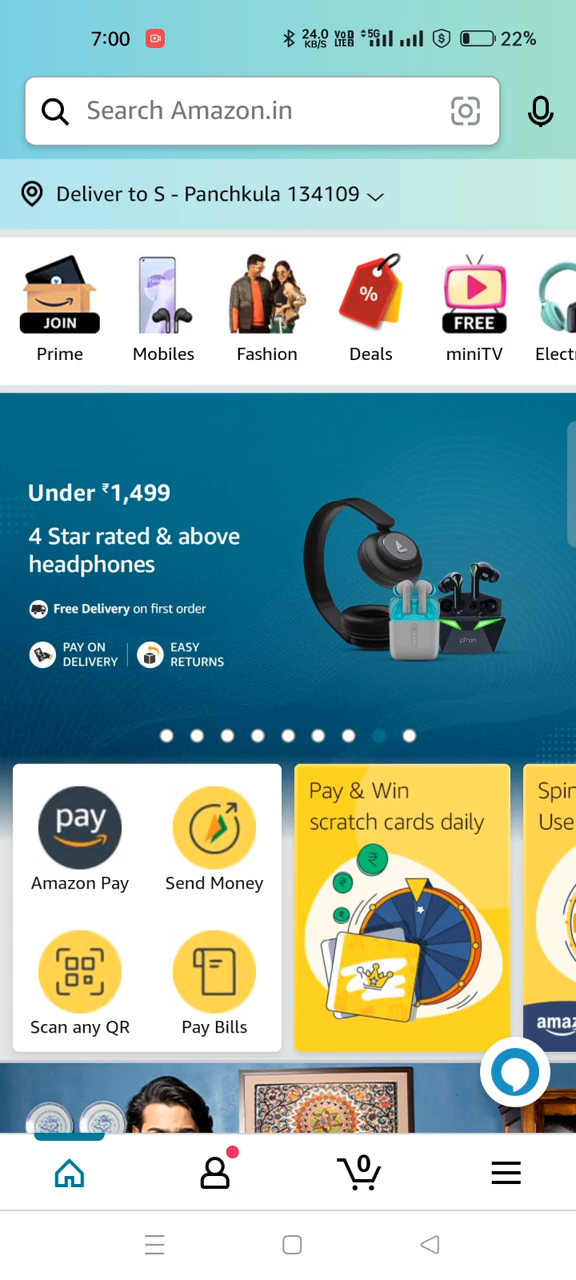 7:00
24.0 KB/S
VoD LTE
5G
22%
Search Amazon.in
Deliver to S - Panchkula 134109
JOIN
%
FREE
Prime
Mobiles
Fashion
Deals
miniTV
Electr
Under ₹1,499
4 Star rated & above
headphones
Free Delivery on first order
PAY ON
DELIVERY
EASY
RETURNS
pTron
pay
Amazon Pay
Send Money
Scan any QR
Pay Bills
Pay & Win
scratch cards daily
₹
₹
₹
Spin
Use
amaz
0